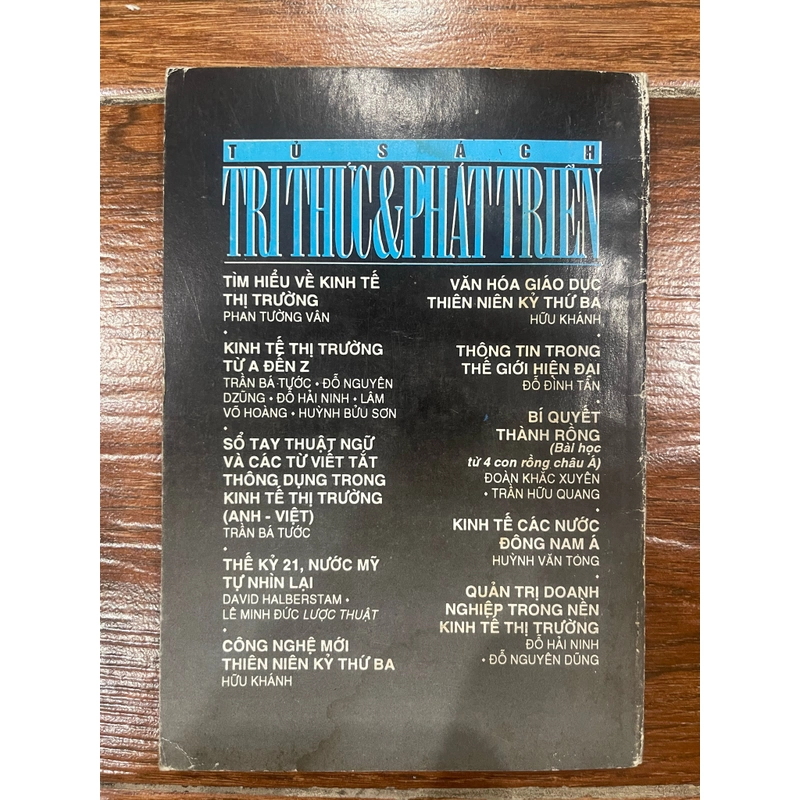 TỦ SÁCH
TRI THỨC & PHÁT TRIỂN
TÌM HIỂU VỀ KINH TẾ
THỊ TRƯỜNG
PHAN TƯỜNG VÂN
KINH TẾ THỊ TRƯỜNG
TỪ A ĐẾN Z
TRẦN BÁ TƯỚC • ĐỖ NGUYÊN
DZŨNG • ĐỖ HẢI NINH • LÂM
VÕ HOÀNG • HUỲNH BỬU SƠN
SỔ TAY THUẬT NGỮ
VÀ CÁC TỪ VIẾT TẮT
THÔNG DỤNG TRONG
KINH TẾ THỊ TRƯỜNG
(ANH - VIỆT)
TRẦN BÁ TƯỚC
THẾ KỶ 21, NƯỚC MỸ
TỰ NHÌN LẠI
DAVID HALBERSTAM •
LÊ MINH ĐỨC LƯỢC THUẬT
CÔNG NGHỆ MỚI
THIÊN NIÊN KỶ THỨ BA
HỮU KHÁNH
VĂN HÓA GIÁO DỤC
THIÊN NIÊN KỶ THỨ BA
HỮU KHÁNH
THÔNG TIN TRONG
THẾ GIỚI HIỆN ĐẠI
ĐỖ ĐÌNH TẤN
BÍ QUYẾT
THÀNH RỒNG
(Bài học
từ 4 con rồng châu Á)
ĐOÀN KHẮC XUYÊN
• TRẦN HỮU QUANG
KINH TẾ CÁC NƯỚC
ĐÔNG NAM Á
HUỲNH VĂN TÒNG
QUẢN TRỊ DOANH
NGHIỆP TRONG NỀN
KINH TẾ THỊ TRƯỜNG
ĐỖ HẢI NINH
• ĐỖ NGUYÊN DŨNG